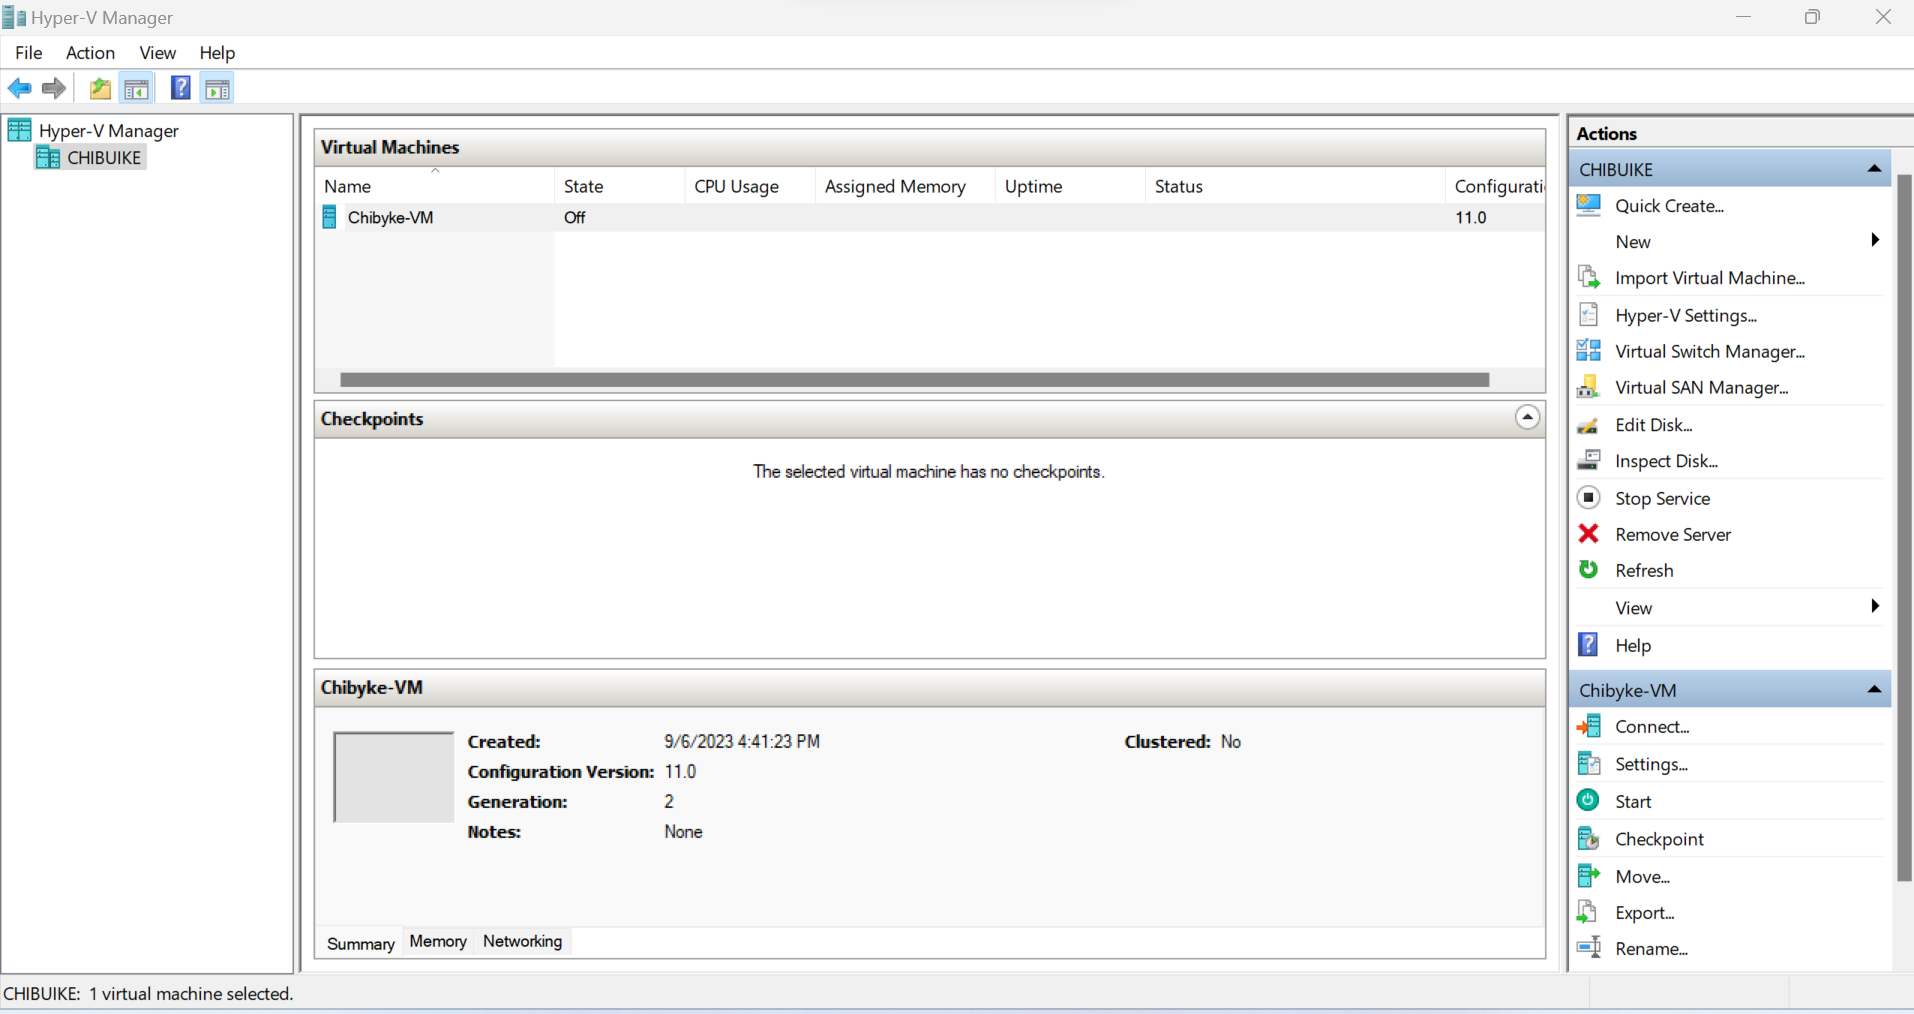 Hyper-V Manager
File Action View Help
Hyper-V Manager
CHIBUIKE
Virtual Machines
Name State CPU Usage Assigned Memory Uptime Status Configurati
Chibyke-VM Off 11.0
Checkpoints
The selected virtual machine has no checkpoints.
Chibyke-VM
Created: 9/6/2023 4:41:23 PM Clustered: No
Configuration Version: 11.0
Generation: 2
Notes: None
Summary Memory Networking
Actions
CHIBUIKE
Quick Create...
New
Import Virtual Machine...
Hyper-V Settings...
Virtual Switch Manager...
Virtual SAN Manager...
Edit Disk...
Inspect Disk...
Stop Service
Remove Server
Refresh
View
Help
Chibyke-VM
Connect...
Settings...
Start
Checkpoint
Move...
Export...
Rename...
CHIBUIKE: 1 virtual machine selected.